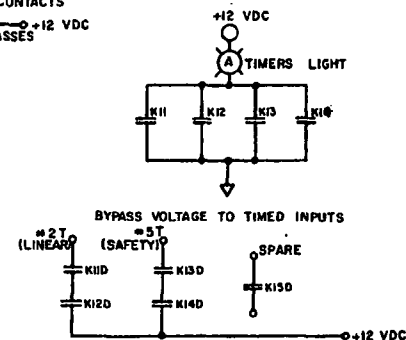 CONTACTS
+12 VDC
ASSES
+12 VDC
A TIMERS LIGHT
K11 K12 K13
BYPASS VOLTAGE TO TIMED INPUTS
*2T *5T
(LINEAR) (SAFETY) SPARE
K11D K13D K15D
K12D K14D
+12 VDC